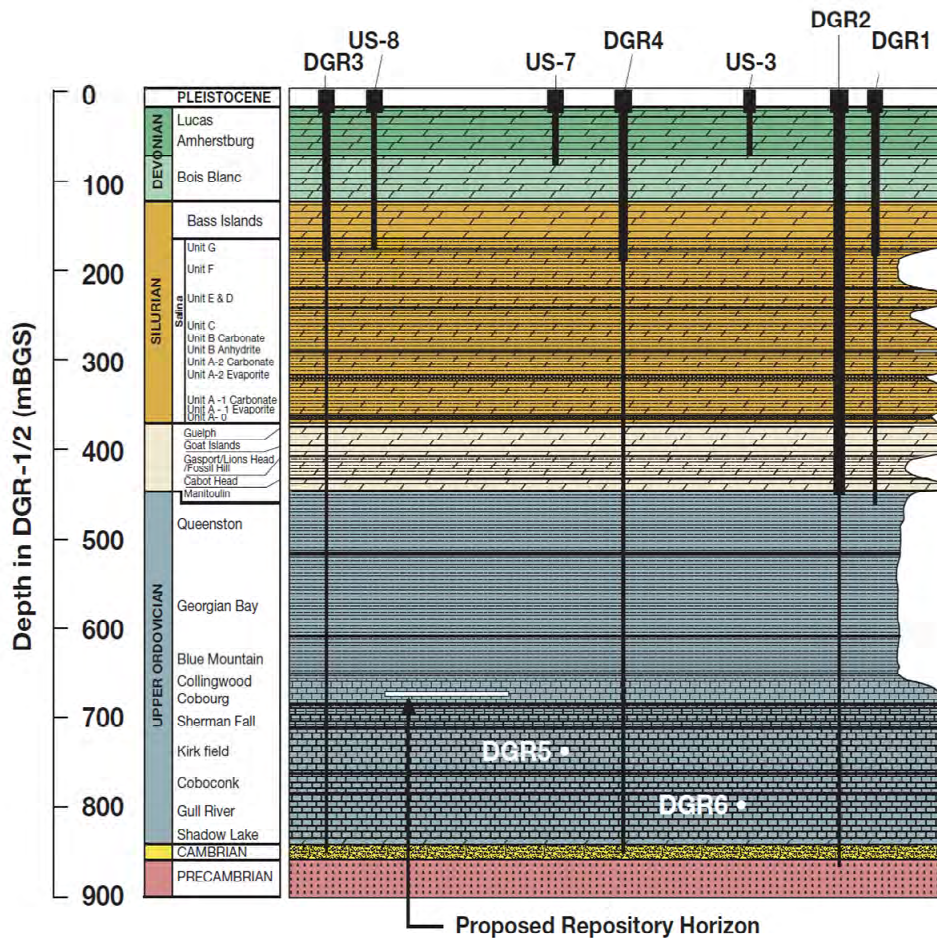 DGR2
US-8
DGR4
DGR1
DGR3
US-7
US-3
Depth in DGR-1/2 (mBGS)
0
100
200
300
400
500
600
700
800
900
DEVONIAN
SILURIAN
UPPER ORDOVICIAN
PLEISTOCENE
Lucas
Amherstburg
Bois Blanc
Bass Islands
Salina
Unit G
Unit F
Unit E & D
Unit C
Unit B Carbonate
Unit B Anhydrite
Unit A-2 Carbonate
Unit A-2 Evaporite
Unit A -1 Carbonate
Unit A - 1 Evaporite
Unit A- 0
Guelph
Goat Islands
Gasport/Lions Head
/Fossil Hill
Cabot Head
Manitoulin
Queenston
Georgian Bay
Blue Mountain
Collingwood
Cobourg
Sherman Fall
Kirk field
Coboconk
Gull River
Shadow Lake
CAMBRIAN
PRECAMBRIAN
DGR5
DGR6
Proposed Repository Horizon